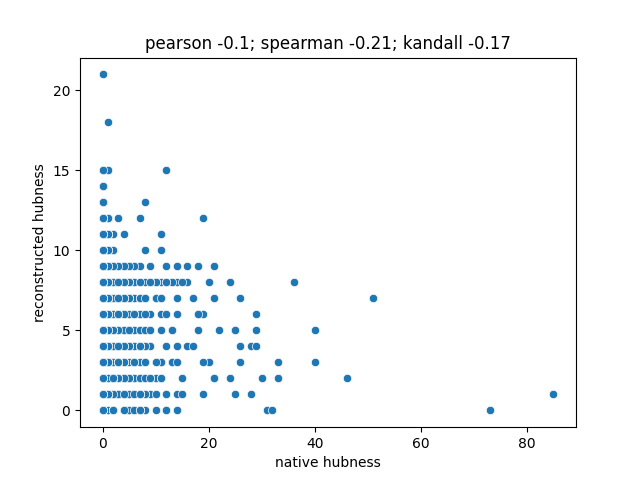 pearson -0.1; spearman -0.21; kandall -0.17
20
15
10
5
0
reconstructed hubness
0 20 40 60 80
native hubness